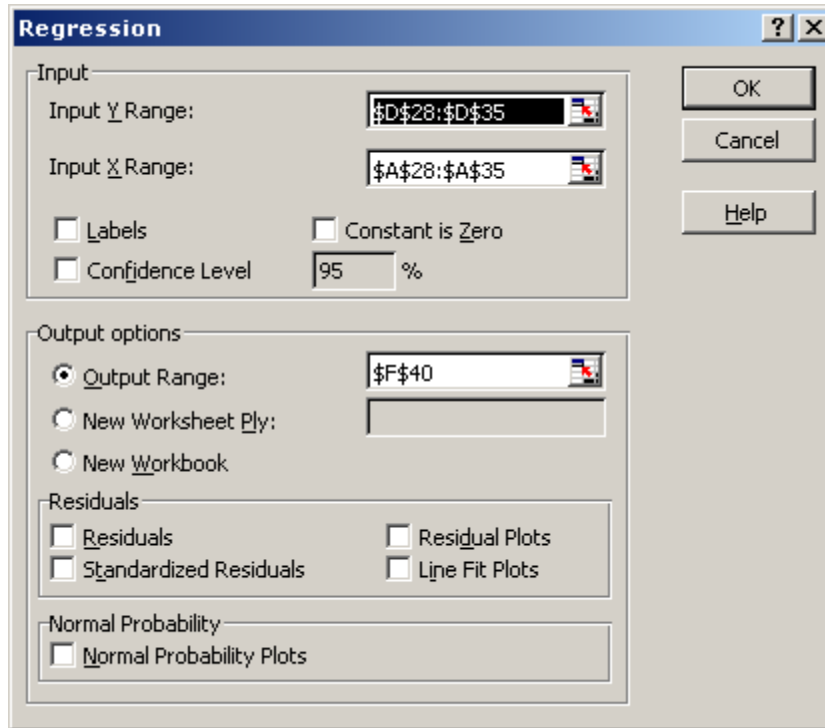 Regression
Input
OK
Input Y Range: $D$28:$D$35
Cancel
Input X Range: $A$28:$A$35
Help
Labels Constant is Zero
Confidence Level 95 %
Output options
Output Range: $F$40
New Worksheet Ply:
New Workbook
Residuals
Residuals Residual Plots
Standardized Residuals Line Fit Plots
Normal Probability
Normal Probability Plots